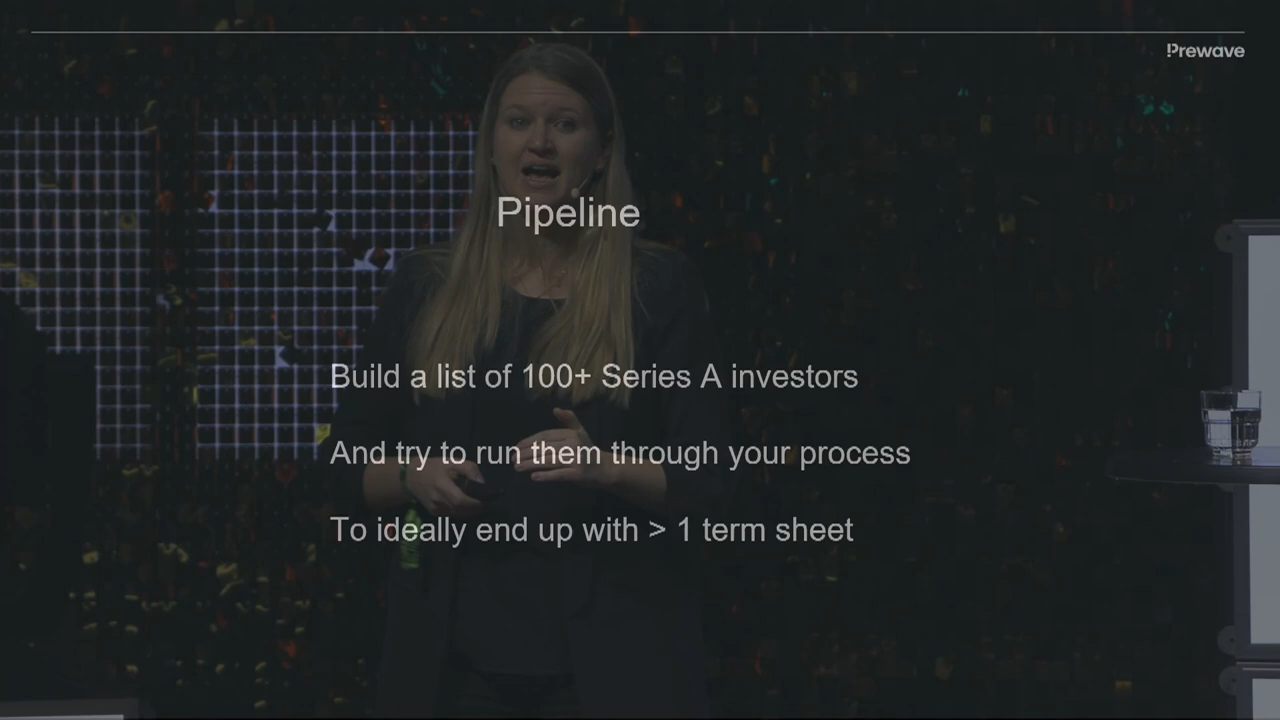 Prewave
Pipeline
Build a list of 100+ Series A investors
And try to run them through your process
To ideally end up with > 1 term sheet